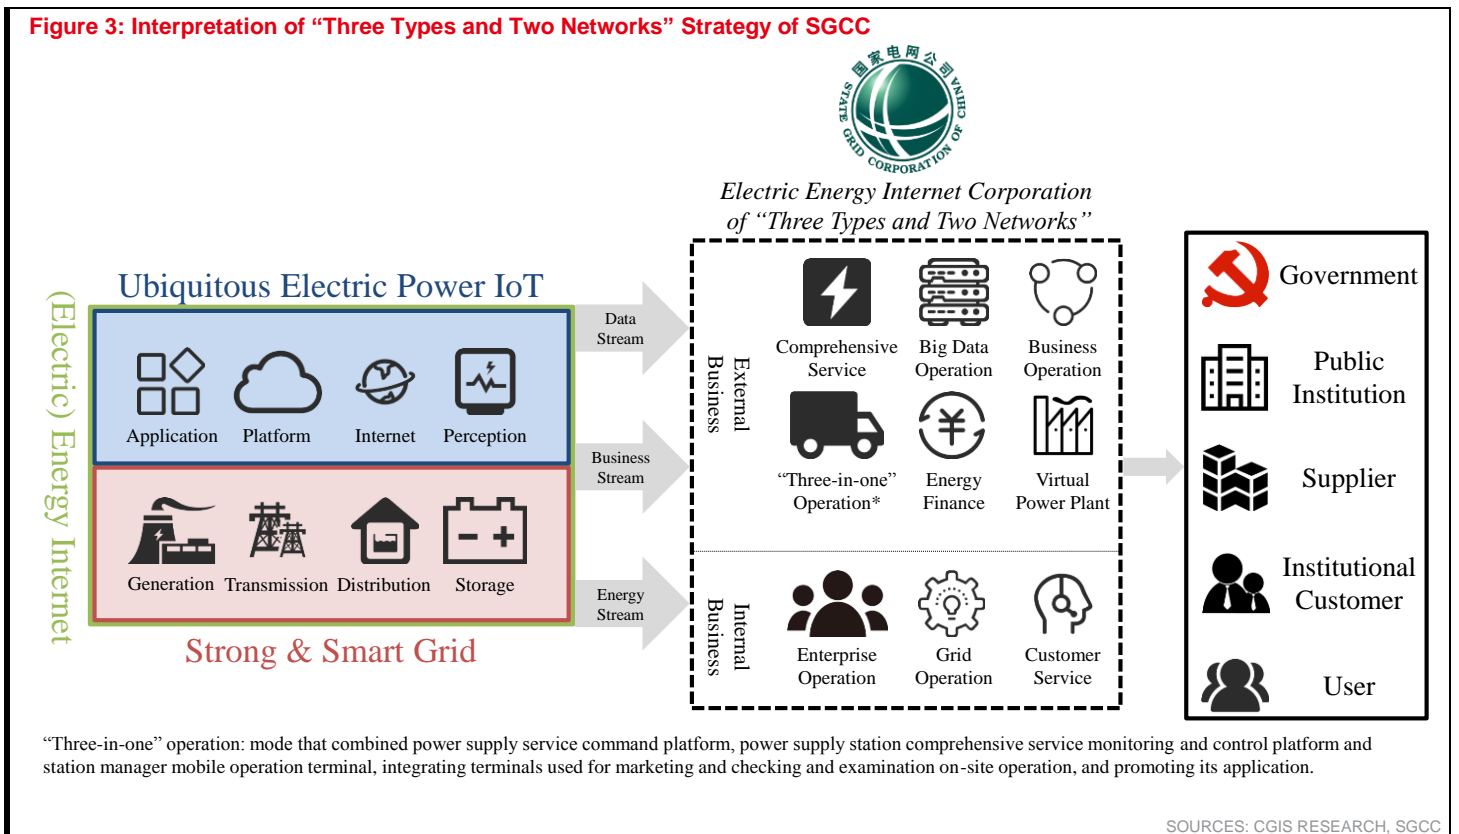 Figure 3: Interpretation of “Three Types and Two Networks” Strategy of SGCC
国家电网公司
STATE GRID CORPORATION OF CHINA
Electric Energy Internet Corporation
of “Three Types and Two Networks”
(Electric) Energy Internet
Ubiquitous Electric Power IoT
Application
Platform
Internet
Perception
Generation
Transmission
Distribution
Storage
Strong & Smart Grid
Data
Stream
Business
Stream
Energy
Stream
External
Business
Comprehensive
Service
Big Data
Operation
Business
Operation
“Three-in-one”
Operation*
¥
Energy
Finance
Virtual
Power Plant
Internal
Business
Enterprise
Operation
Grid
Operation
Customer
Service
Government
Public
Institution
Supplier
Institutional
Customer
User
“Three-in-one” operation: mode that combined power supply service command platform, power supply station comprehensive service monitoring and control platform and
station manager mobile operation terminal, integrating terminals used for marketing and checking and examination on-site operation, and promoting its application.
SOURCES: CGIS RESEARCH, SGCC